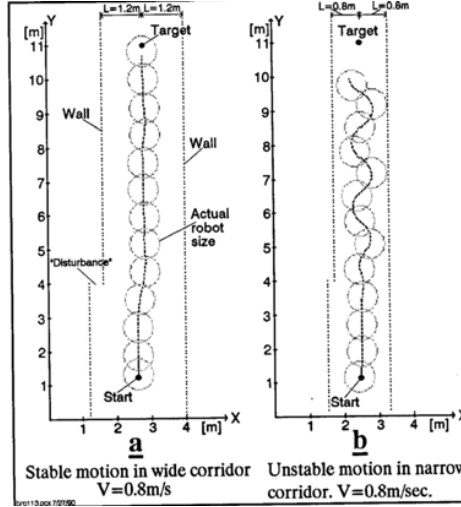 L=1.2m L=1.2m
Y
[m]
Target
11
10
9
8
7
6
5
4
3
2
1
Wall
Wall
Actual
robot
size
"Disturbance"
Start
1 2 3 4
[m]
X
a
Stable motion in wide corridor
V=0.8m/s
L=0.8m L=0.8m
Y
[m]
Target
11
10
9
8
7
6
5
4
3
2
1
Start
1 2 3
[m]
X
b
Unstable motion in narrow
corridor. V=0.8m/sec.